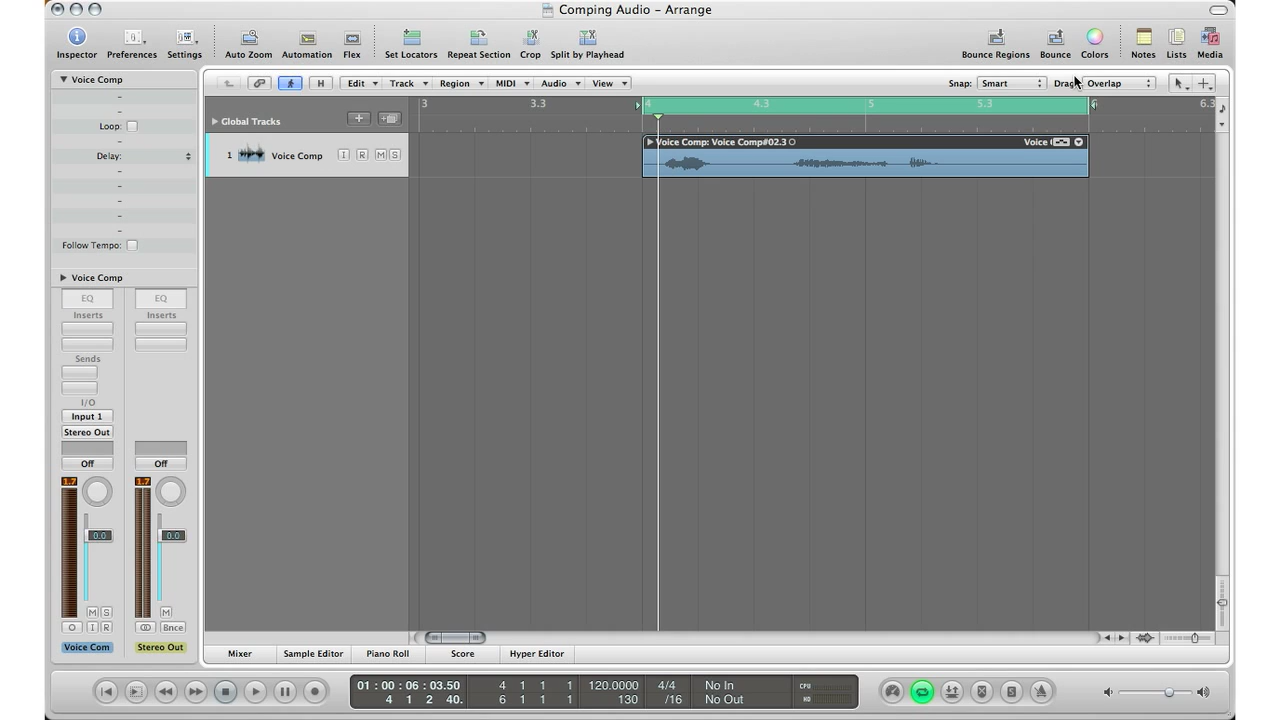 Comping Audio - Arrange
Inspector Preferences Settings Auto Zoom Automation Flex Set Locators Repeat Section Crop Split by Playhead Bounce Regions Bounce Colors Notes Lists Media
Voice Comp
H Edit Track Region MIDI Audio View Snap: Smart Drag: Overlap
3 3.3 4 4.3 5 5.3 6.3
Global Tracks
1 Voice Comp I R M S
Voice Comp: Voice Comp#02.3
Loop:
Delay:
Follow Tempo:
Voice Comp
EQ EQ
Inserts Inserts
Sends
I/O
Input 1
Stereo Out
Off Off
1.7 1.7
0.0 0.0
M S M
I R Bnce
Voice Com Stereo Out
Mixer Sample Editor Piano Roll Score Hyper Editor
01 : 00 : 06 : 03.50 4 1 1 1 120.0000 4/4 No In CPU
4 1 2 40. 6 1 1 1 130 /16 No Out HD
S